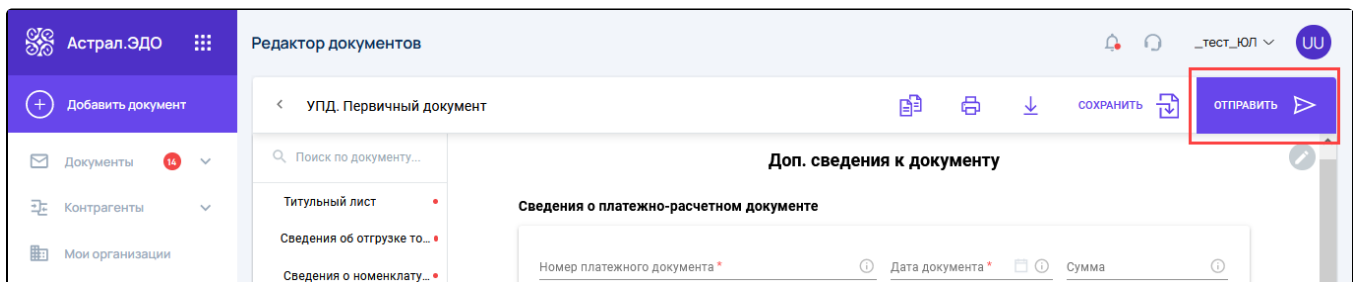 Астрал.ЭДО
Редактор документов
_тест_ЮЛ
UU
Добавить документ
УПД. Первичный документ
СОХРАНИТЬ
ОТПРАВИТЬ
Документы
14
Поиск по документу...
Доп. сведения к документу
Контрагенты
Титульный лист
Сведения о платежно-расчетном документе
Сведения об отгрузке то...
Мои организации
Сведения о номенклату...
Номер платежного документа *
Дата документа *
Сумма